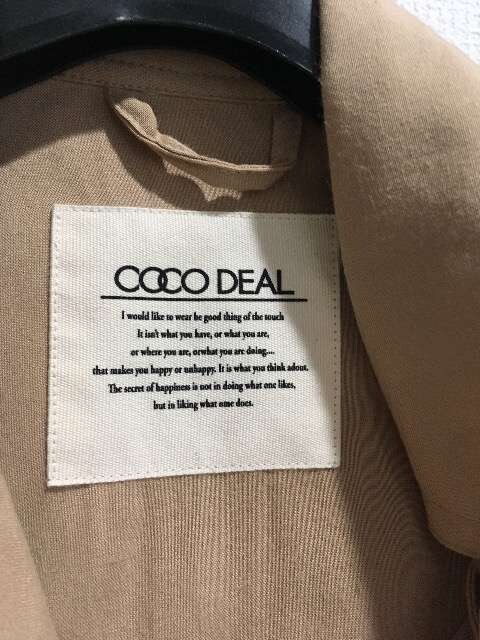 COCO DEAL
I would like to wear be good thing of the touch
It isn't what you have, or what you are,
or where you are, orwhat you are doing....
that makes you happy or unhappy. It is what you think adout.
The secret of happiness is not in doing what one likes,
but in liking what one does.